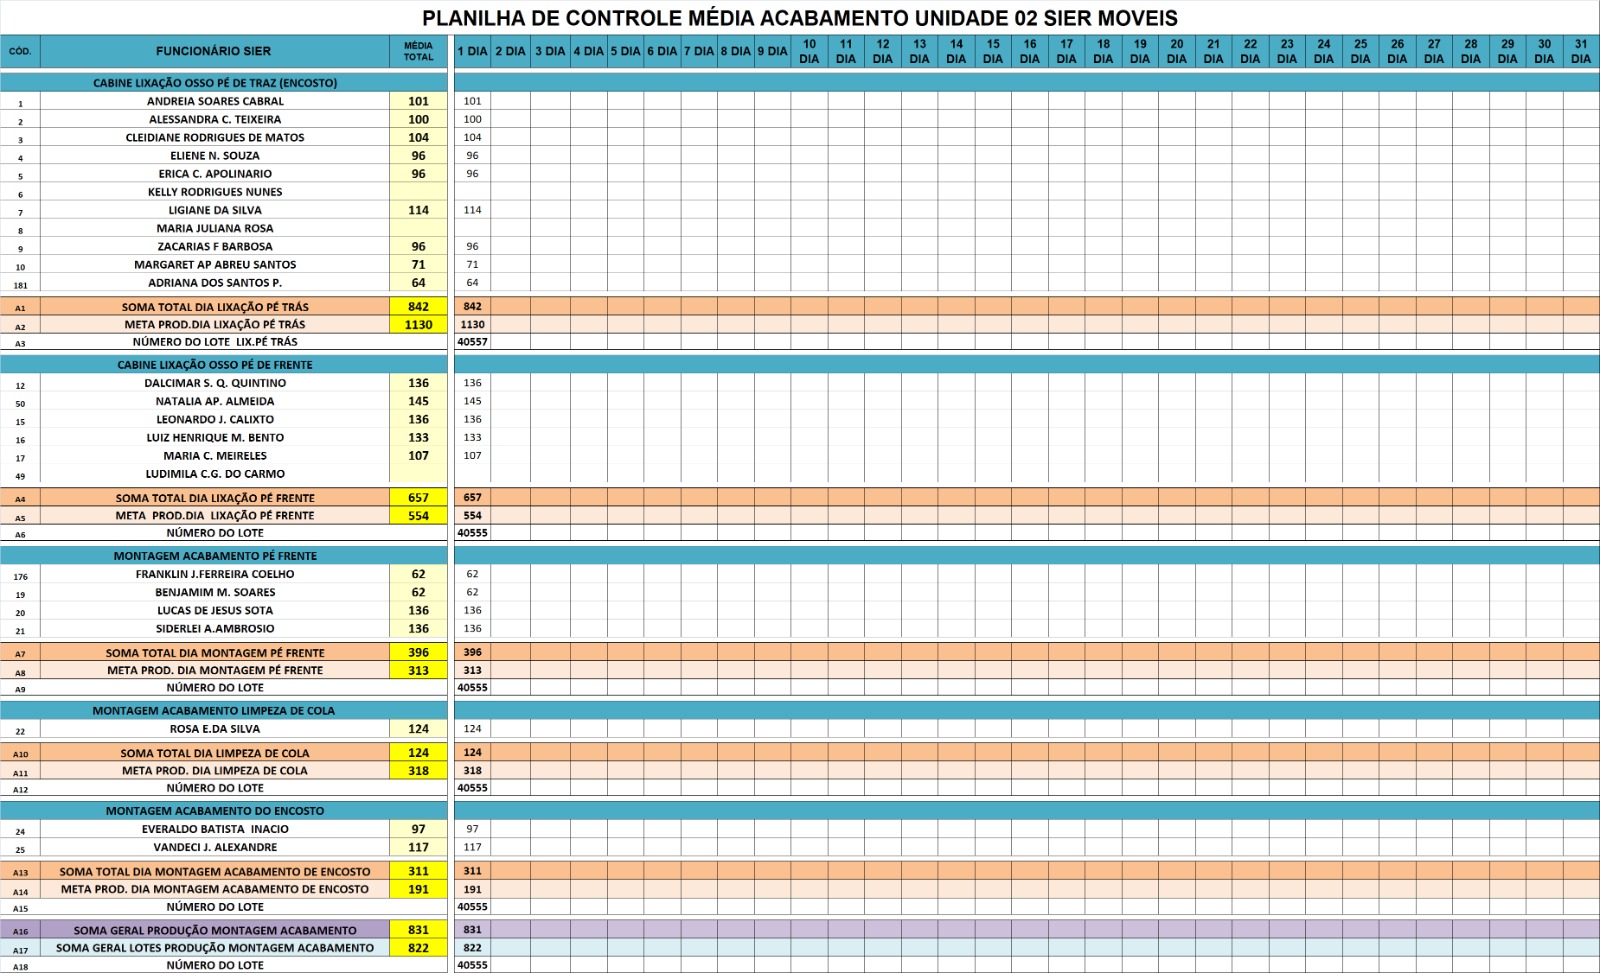 PLANILHA DE CONTROLE MÉDIA ACABAMENTO UNIDADE 02 SIER MOVEIS
CÓD. FUNCIONÁRIO SIER MÉDIA TOTAL 1 DIA 2 DIA 3 DIA 4 DIA 5 DIA 6 DIA 7 DIA 8 DIA 9 DIA 10 DIA 11 DIA 12 DIA 13 DIA 14 DIA 15 DIA 16 DIA 17 DIA 18 DIA 19 DIA 20 DIA 21 DIA 22 DIA 23 DIA 24 DIA 25 DIA 26 DIA 27 DIA 28 DIA 29 DIA 30 DIA 31 DIA
CABINE LIXAÇÃO OSSO PÉ DE TRAZ (ENCOSTO)
1 ANDREIA SOARES CABRAL 101 101
2 ALESSANDRA C. TEIXEIRA 100 100
3 CLEIDIANE RODRIGUES DE MATOS 104 104
4 ELIENE N. SOUZA 96 96
5 ERICA C. APOLINARIO 96 96
6 KELLY RODRIGUES NUNES
7 LIGIANE DA SILVA 114 114
8 MARIA JULIANA ROSA
9 ZACARIAS F BARBOSA 96 96
10 MARGARET AP ABREU SANTOS 71 71
181 ADRIANA DOS SANTOS P. 64 64
A1 SOMA TOTAL DIA LIXAÇÃO PÉ TRÁS 842 842
A2 META PROD.DIA LIXAÇÃO PÉ TRÁS 1130 1130
A3 NÚMERO DO LOTE LIX.PÉ TRÁS 40557
CABINE LIXAÇÃO OSSO PÉ DE FRENTE
12 DALCIMAR S. Q. QUINTINO 136 136
50 NATALIA AP. ALMEIDA 145 145
15 LEONARDO J. CALIXTO 136 136
16 LUIZ HENRIQUE M. BENTO 133 133
17 MARIA C. MEIRELES 107 107
49 LUDIMILA C.G. DO CARMO
A4 SOMA TOTAL DIA LIXAÇÃO PÉ FRENTE 657 657
A5 META PROD.DIA LIXAÇÃO PÉ FRENTE 554 554
A6 NÚMERO DO LOTE 40555
MONTAGEM ACABAMENTO PÉ FRENTE
176 FRANKLIN J.FERREIRA COELHO 62 62
19 BENJAMIM M. SOARES 62 62
20 LUCAS DE JESUS SOTA 136 136
21 SIDERLEI A.AMBROSIO 136 136
A7 SOMA TOTAL DIA MONTAGEM PÉ FRENTE 396 396
A8 META PROD. DIA MONTAGEM PÉ FRENTE 313 313
A9 NÚMERO DO LOTE 40555
MONTAGEM ACABAMENTO LIMPEZA DE COLA
22 ROSA E.DA SILVA 124 124
A10 SOMA TOTAL DIA LIMPEZA DE COLA 124 124
A11 META PROD. DIA LIMPEZA DE COLA 318 318
A12 NÚMERO DO LOTE 40555
MONTAGEM ACABAMENTO DO ENCOSTO
24 EVERALDO BATISTA INACIO 97 97
25 VANDECI J. ALEXANDRE 117 117
A13 SOMA TOTAL DIA MONTAGEM ACABAMENTO DE ENCOSTO 311 311
A14 META PROD. DIA MONTAGEM ACABAMENTO DE ENCOSTO 191 191
A15 NÚMERO DO LOTE 40555
A16 SOMA GERAL PRODUÇÃO MONTAGEM ACABAMENTO 831 831
A17 SOMA GERAL LOTES PRODUÇÃO MONTAGEM ACABAMENTO 822 822
A18 NÚMERO DO LOTE 40555